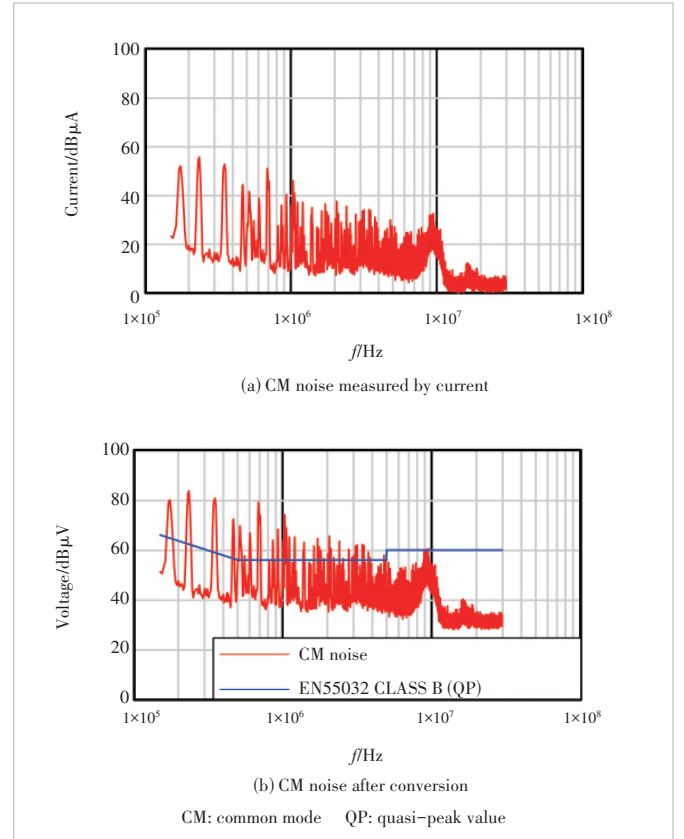 100
80
60
40
20
0
Current/dBμA
1×10⁵
1×10⁶
1×10⁷
1×10⁸
f/Hz
(a) CM noise measured by current
100
80
60
40
20
0
Voltage/dBμV
CM noise
EN55032 CLASS B (QP)
1×10⁵
1×10⁶
1×10⁷
1×10⁸
f/Hz
(b) CM noise after conversion
CM: common mode QP: quasi-peak value